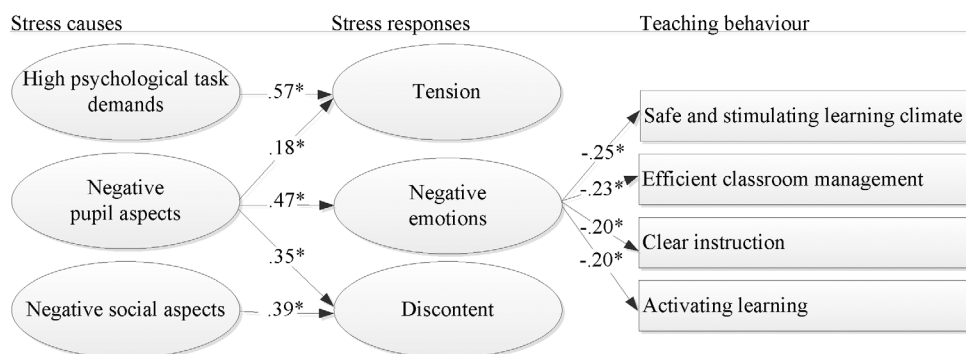 Stress causes
Stress responses
Teaching behaviour
High psychological task
demands
.57*
Tension
Safe and stimulating learning climate
.18*
-.25*
Negative
pupil aspects
.47*
Negative
emotions
-.23*
Efficient classroom management
-.20*
Clear instruction
.35*
-.20*
Negative social aspects
.39*
Discontent
Activating learning